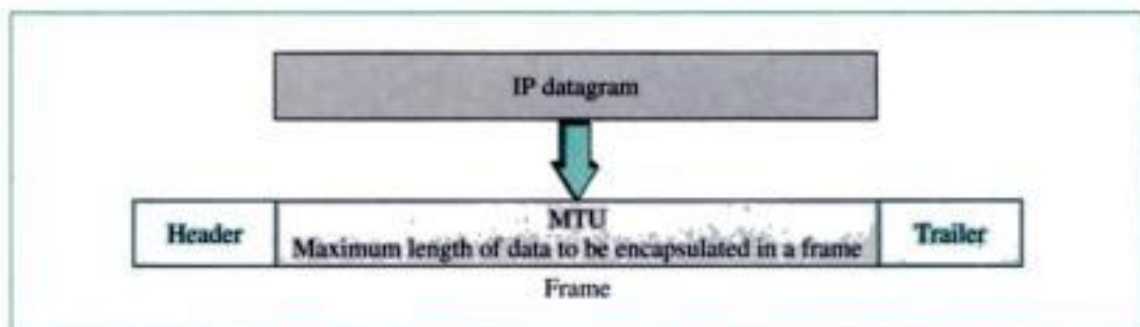 IP datagram
Header
MTU
Maximum length of data to be encapsulated in a frame
Trailer
Frame